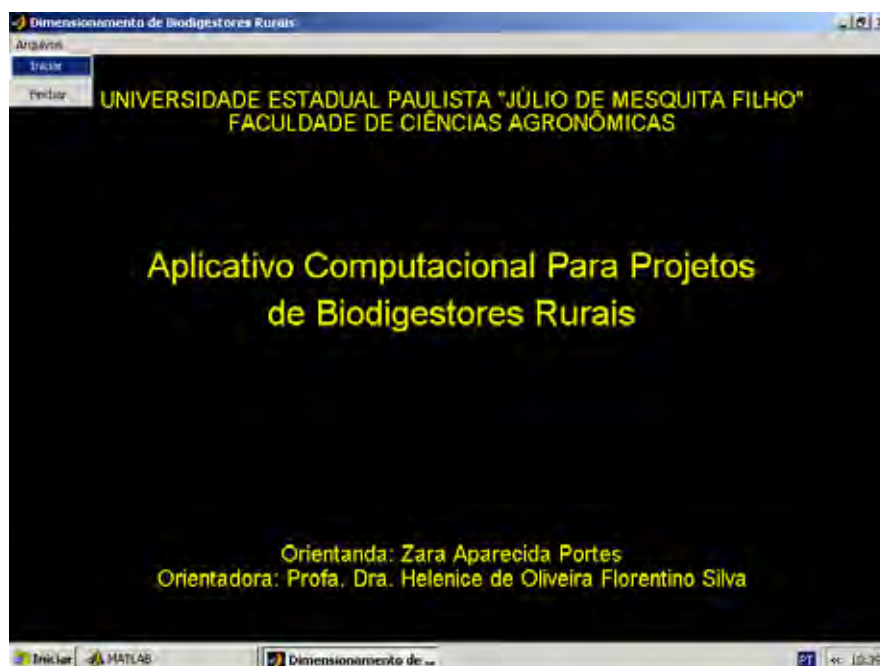 Dimensionamento de Biodigestores Rurais
Arquivos
Iniciar
Fechar
UNIVERSIDADE ESTADUAL PAULISTA "JÚLIO DE MESQUITA FILHO"
FACULDADE DE CIÊNCIAS AGRONÔMICAS
Aplicativo Computacional Para Projetos
de Biodigestores Rurais
Orientanda: Zara Aparecida Portes
Orientadora: Profa. Dra. Helenice de Oliveira Florentino Silva
Iniciar MATLAB Dimensionamento de ... PT «